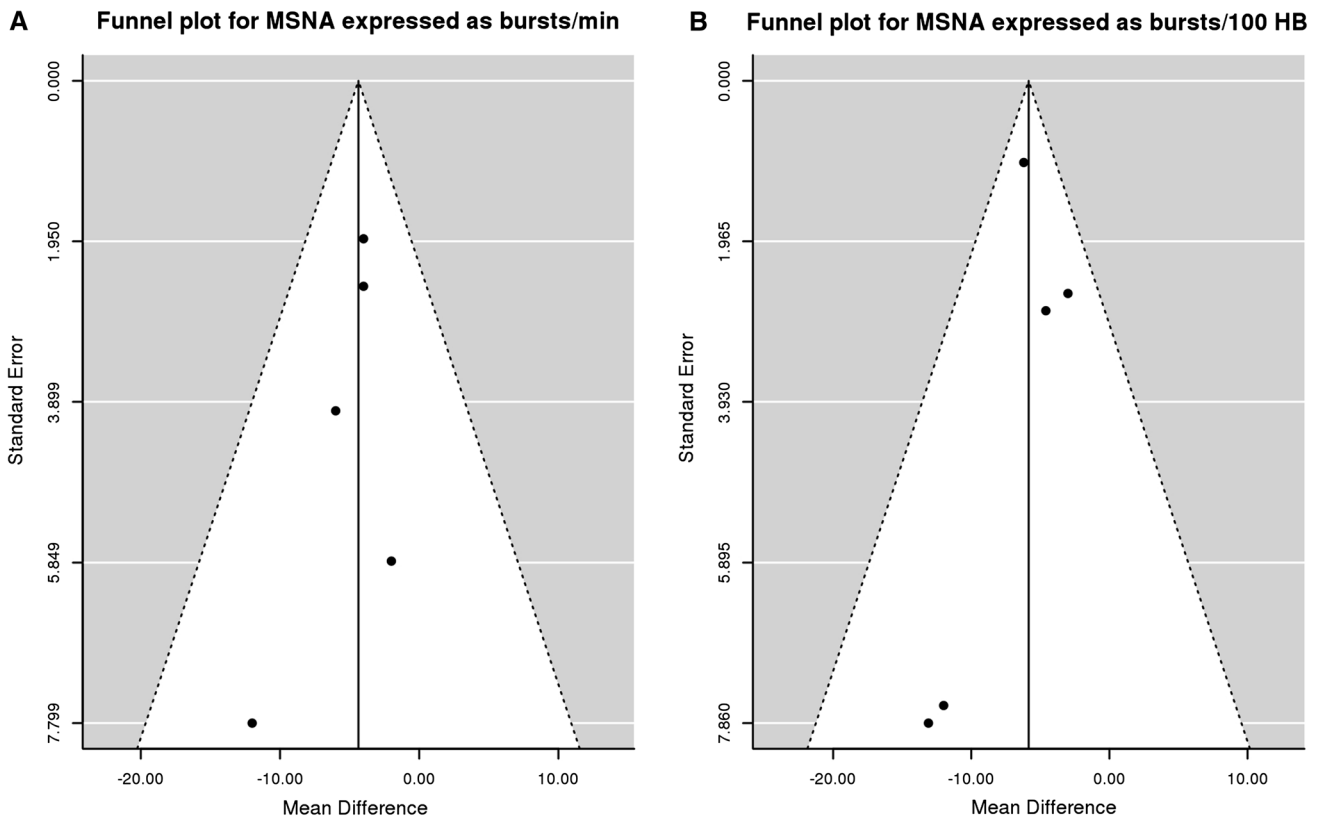 A
Funnel plot for MSNA expressed as bursts/min
Standard Error
0.000
1.950
3.899
5.849
7.799
-20.00
-10.00
0.00
10.00
Mean Difference
B
Funnel plot for MSNA expressed as bursts/100 HB
Standard Error
0.000
1.965
3.930
5.895
7.860
-20.00
-10.00
0.00
10.00
Mean Difference